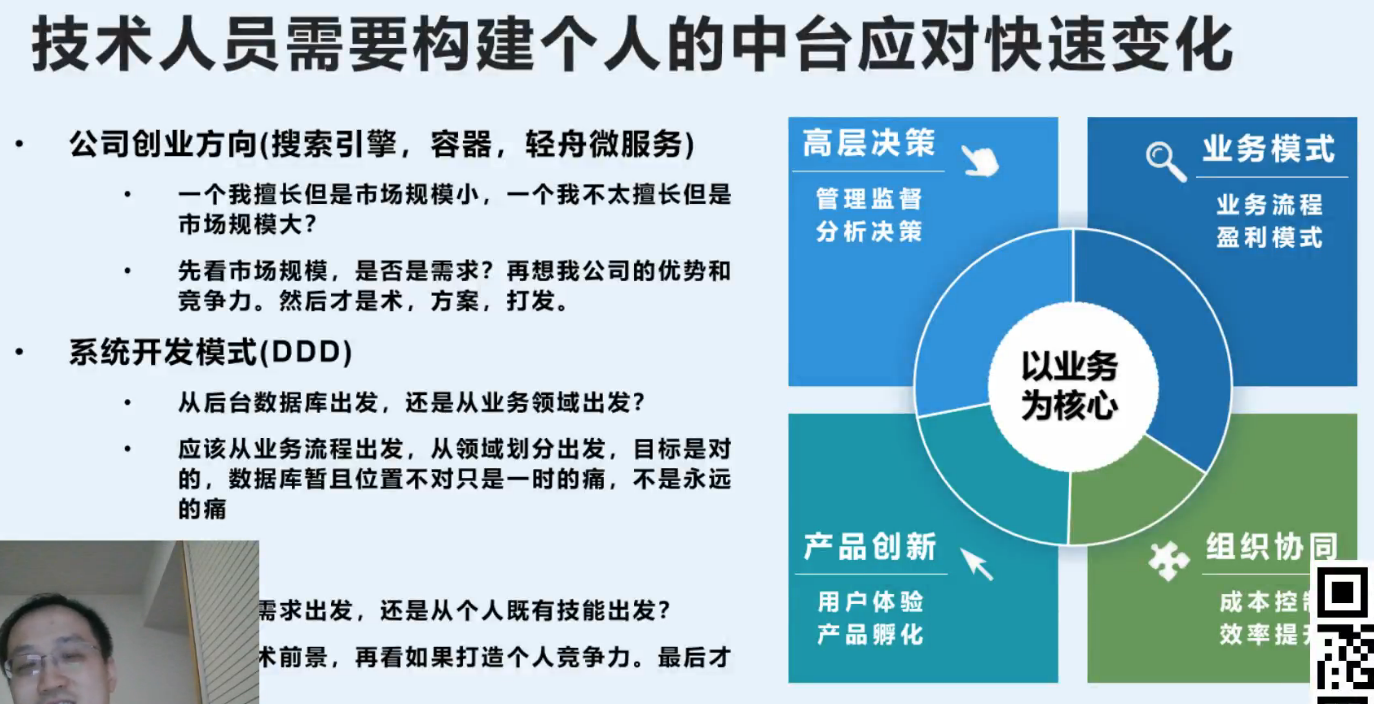 技术人员需要构建个人的中台应对快速变化
• 公司创业方向(搜索引擎，容器，轻舟微服务)
• 一个我擅长但是市场规模小，一个我不太擅长但是
市场规模大？
• 先看市场规模，是否是需求？再想我公司的优势和
竞争力。然后才是术，方案，打发。
• 系统开发模式(DDD)
• 从后台数据库出发，还是从业务领域出发？
• 应该从业务流程出发，从领域划分出发，目标是对
的，数据库暂且位置不对只是一时的痛，不是永远
的痛
需求出发，还是从个人既有技能出发？
术前景，再看如果打造个人竞争力。最后才
高层决策
管理监督
分析决策
业务模式
业务流程
盈利模式
以业务
为核心
产品创新
用户体验
产品孵化
组织协同
成本控
效率提